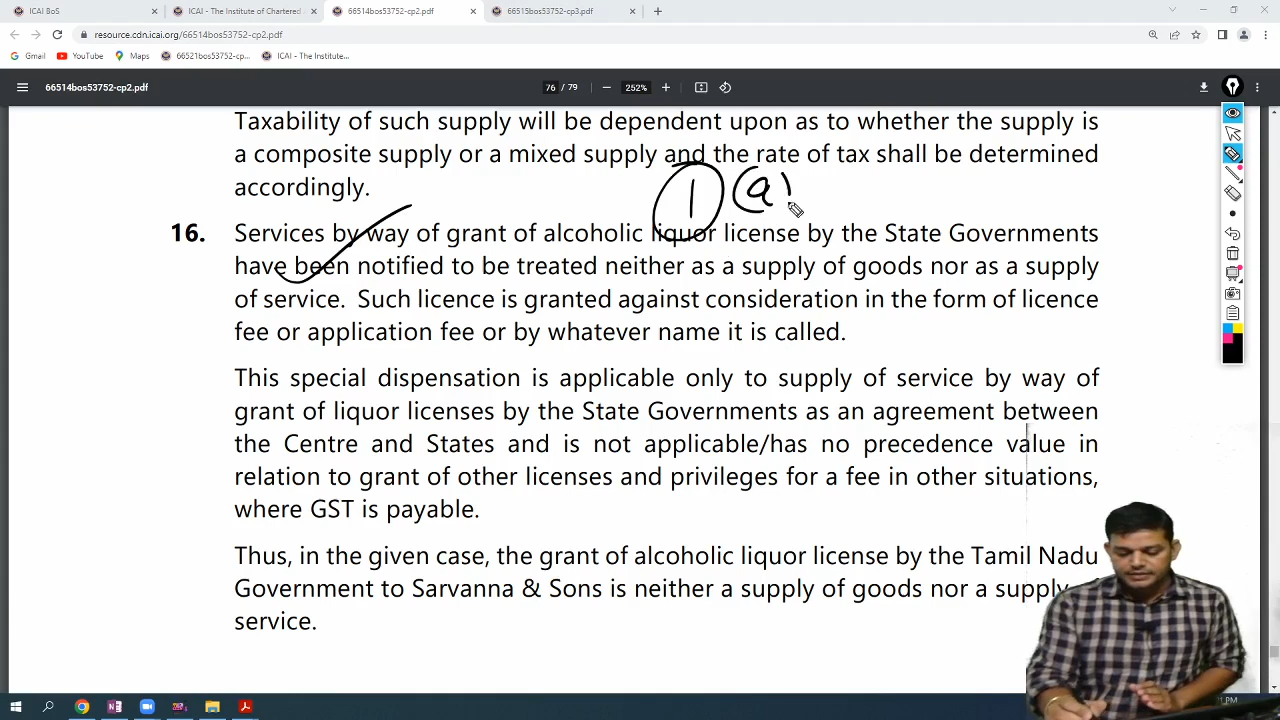 ICAI BoS
ICAI - The Institute of Chartered
66514bos53752-cp2.pdf
66515bos53752-cp3.pdf
resource.cdn.icai.org/66514bos53752-cp2.pdf
Gmail
YouTube
Maps
66521bos53752-cp...
ICAI - The Institute...
66514bos53752-cp2.pdf
76 / 79
252%
Taxability of such supply will be dependent upon as to whether the supply is
a composite supply or a mixed supply and the rate of tax shall be determined
accordingly.
1 (a)
16. Services by way of grant of alcoholic liquor license by the State Governments
have been notified to be treated neither as a supply of goods nor as a supply
of service. Such licence is granted against consideration in the form of licence
fee or application fee or by whatever name it is called.
This special dispensation is applicable only to supply of service by way of
grant of liquor licenses by the State Governments as an agreement between
the Centre and States and is not applicable/has no precedence value in
relation to grant of other licenses and privileges for a fee in other situations,
where GST is payable.
Thus, in the given case, the grant of alcoholic liquor license by the Tamil Nadu
Government to Sarvanna & Sons is neither a supply of goods nor a supply
service.
PM